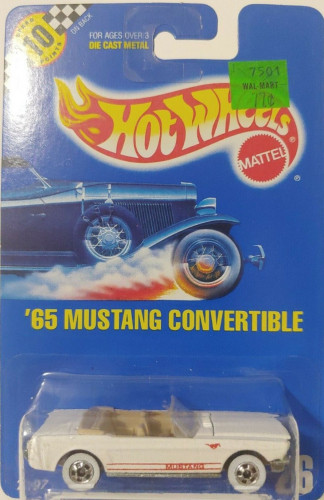 10
ON BACK
FOR AGES OVER 3
DIE CAST METAL
7501
WAL-MART
77¢
HOT WHEELS
®
MATTEL
®
'65 MUSTANG CONVERTIBLE
MUSTANG